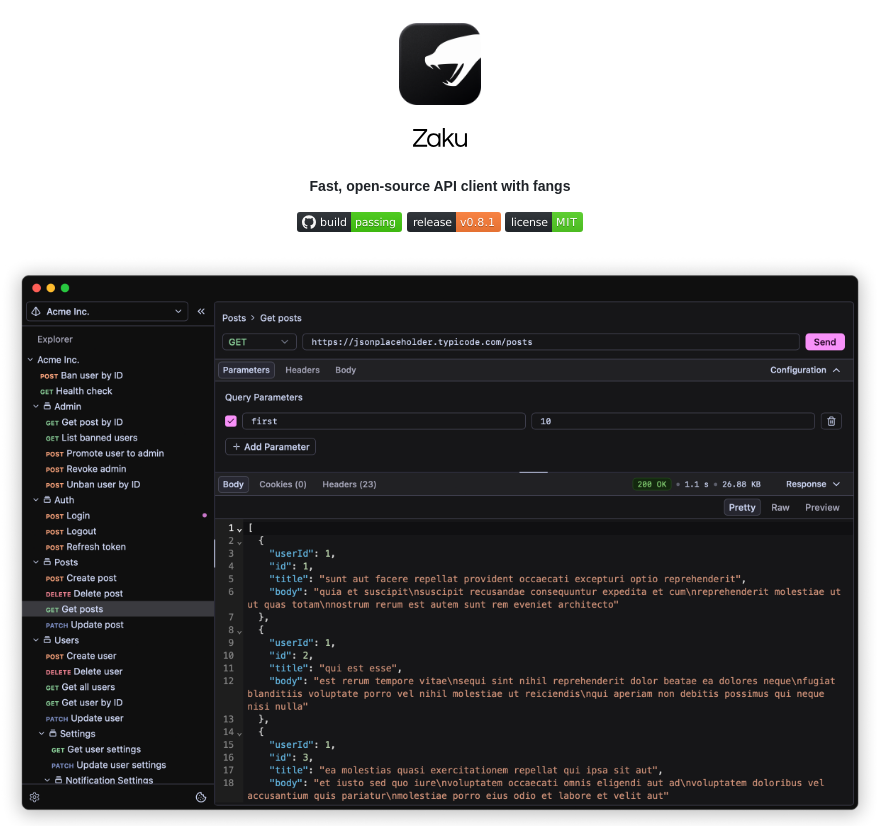 Zaku
Fast, open-source API client with fangs
build passing release v0.8.1 license MIT
Acme Inc.
Explorer
Acme Inc.
POST Ban user by ID
GET Health check
Admin
GET Get post by ID
GET List banned users
POST Promote user to admin
POST Revoke admin
POST Unban user by ID
Auth
POST Login
POST Logout
POST Refresh token
Posts
POST Create post
DELETE Delete post
GET Get posts
PATCH Update post
Users
POST Create user
DELETE Delete user
GET Get all users
GET Get user by ID
PATCH Update user
Settings
GET Get user settings
PATCH Update user settings
Notification Settings
Posts > Get posts
GET https://jsonplaceholder.typicode.com/posts Send
Parameters Headers Body Configuration
Query Parameters
first 10
+ Add Parameter
Body Cookies (0) Headers (23) 200 OK • 1.1 s • 26.88 KB Response
Pretty Raw Preview
1 [
2 {
3 "userId": 1,
4 "id": 1,
5 "title": "sunt aut facere repellat provident occaecati excepturi optio reprehenderit",
6 "body": "quia et suscipit\nsuscipit recusandae consequuntur expedita et cum\nreprehenderit molestiae ut
ut quas totam\nnostrum rerum est autem sunt rem eveniet architecto"
7 },
8 {
9 "userId": 1,
10 "id": 2,
11 "title": "qui est esse",
12 "body": "est rerum tempore vitae\nsequi sint nihil reprehenderit dolor beatae ea dolores neque\nfugiat
blanditiis voluptate porro vel nihil molestiae ut reiciendis\nqui aperiam non debitis possimus qui neque
nisi nulla"
13 },
14 {
15 "userId": 1,
16 "id": 3,
17 "title": "ea molestias quasi exercitationem repellat qui ipsa sit aut",
18 "body": "et iusto sed quo iure\nvoluptatem occaecati omnis eligendi aut ad\nvoluptatem doloribus vel
accusantium quis pariatur\nmolestiae porro eius odio et labore et velit aut"